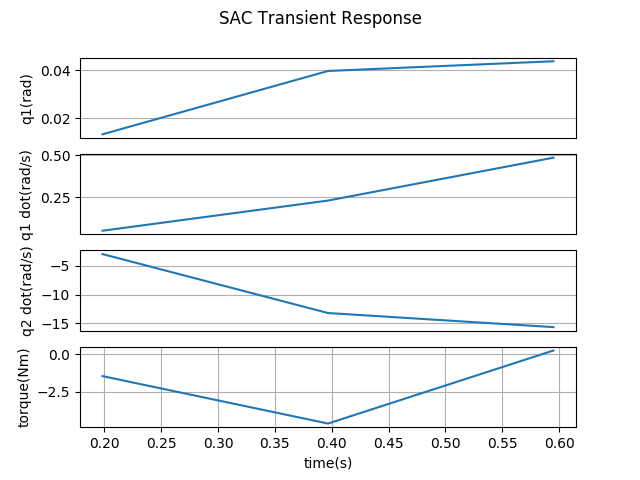 SAC Transient Response
0.04
0.02
q1(rad)
0.50
0.25
q1 dot(rad/s)
−5
−10
−15
q2 dot(rad/s)
0.0
−2.5
torque(Nm)
0.20 0.25 0.30 0.35 0.40 0.45 0.50 0.55 0.60
time(s)